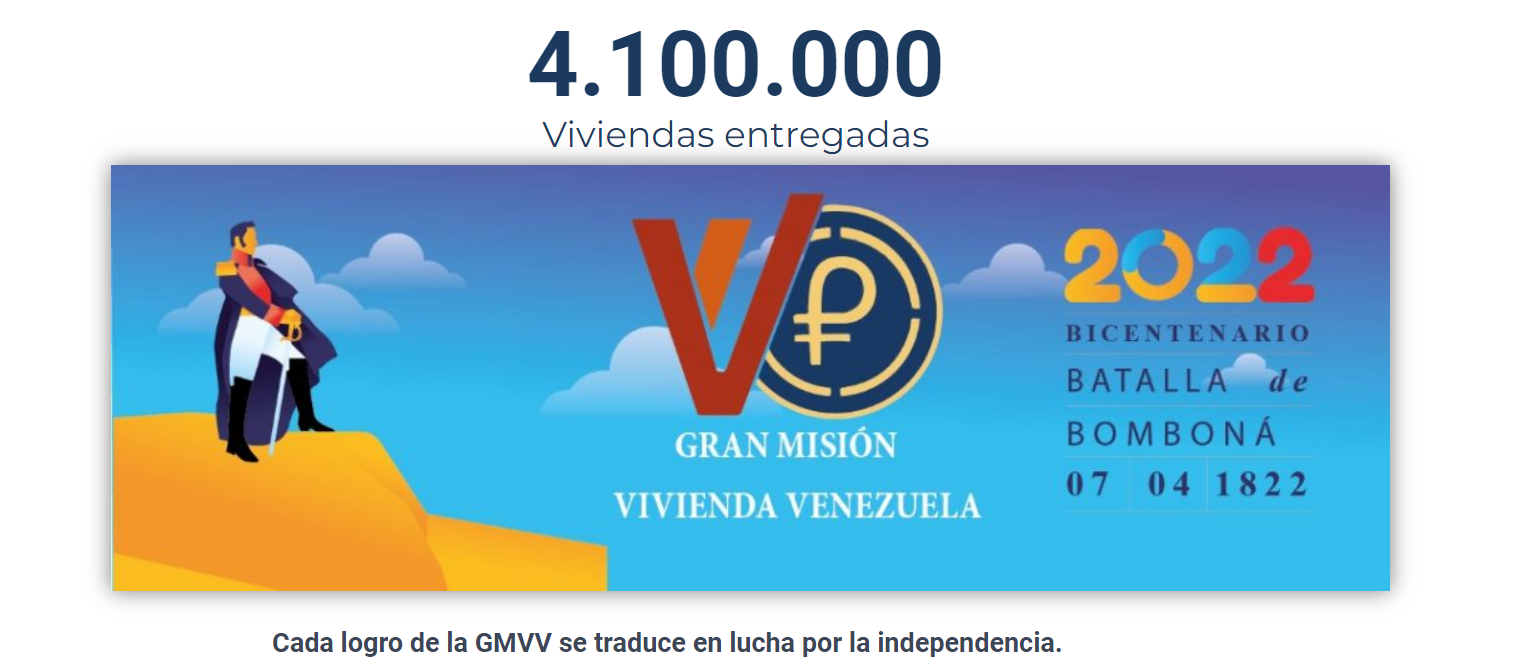 4.100.000
Viviendas entregadas
2022
BICENTENARIO
BATALLA de
BOMBONÁ
07 04 1822
GRAN MISIÓN
VIVIENDA VENEZUELA
Cada logro de la GMVV se traduce en lucha por la independencia.